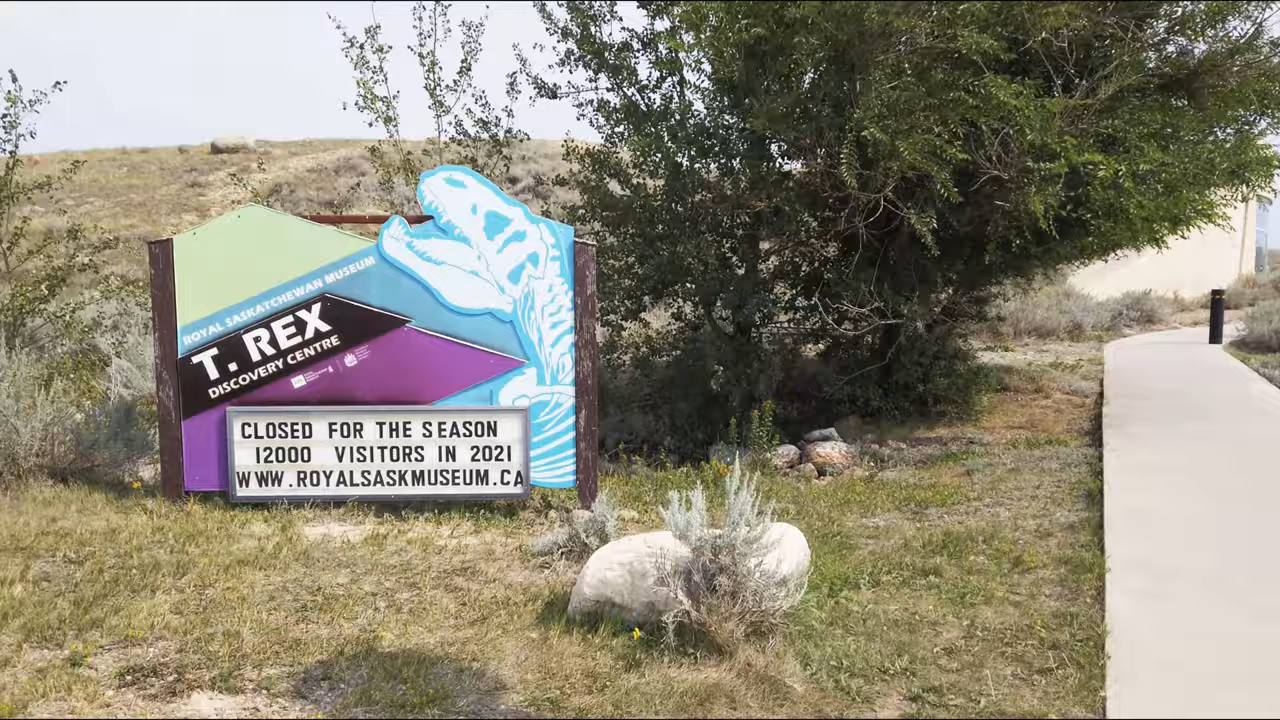 ROYAL SASKATCHEWAN MUSEUM
T. REX
DISCOVERY CENTRE
CLOSED FOR THE SEASON
12000 VISITORS IN 2021
WWW.ROYALSASKMUSEUM.CA